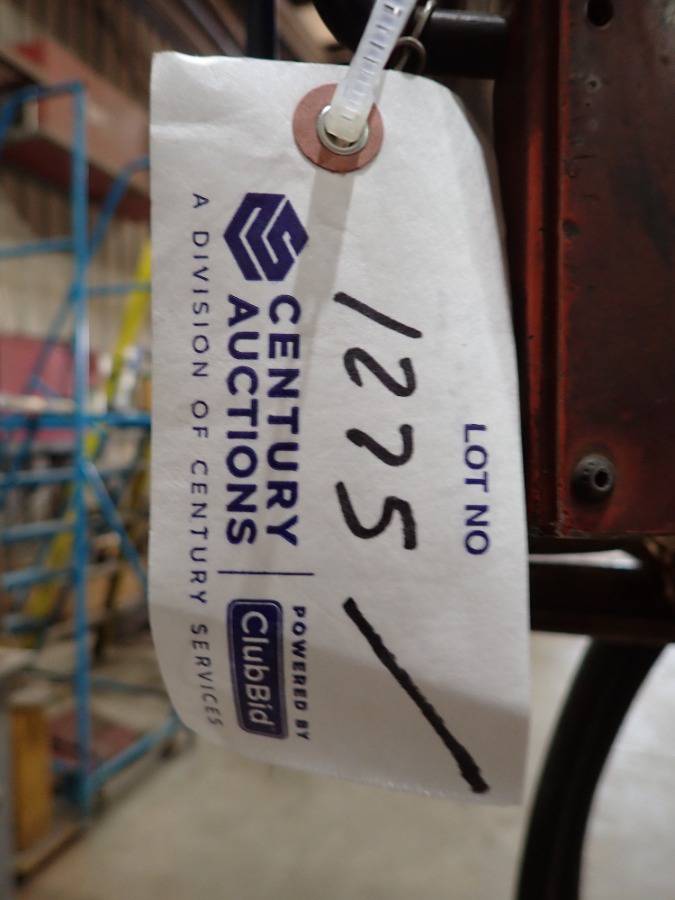 LOT NO
1275 /
CENTURY AUCTIONS
A DIVISION OF CENTURY SERVICES
POWERED BY
ClubBid